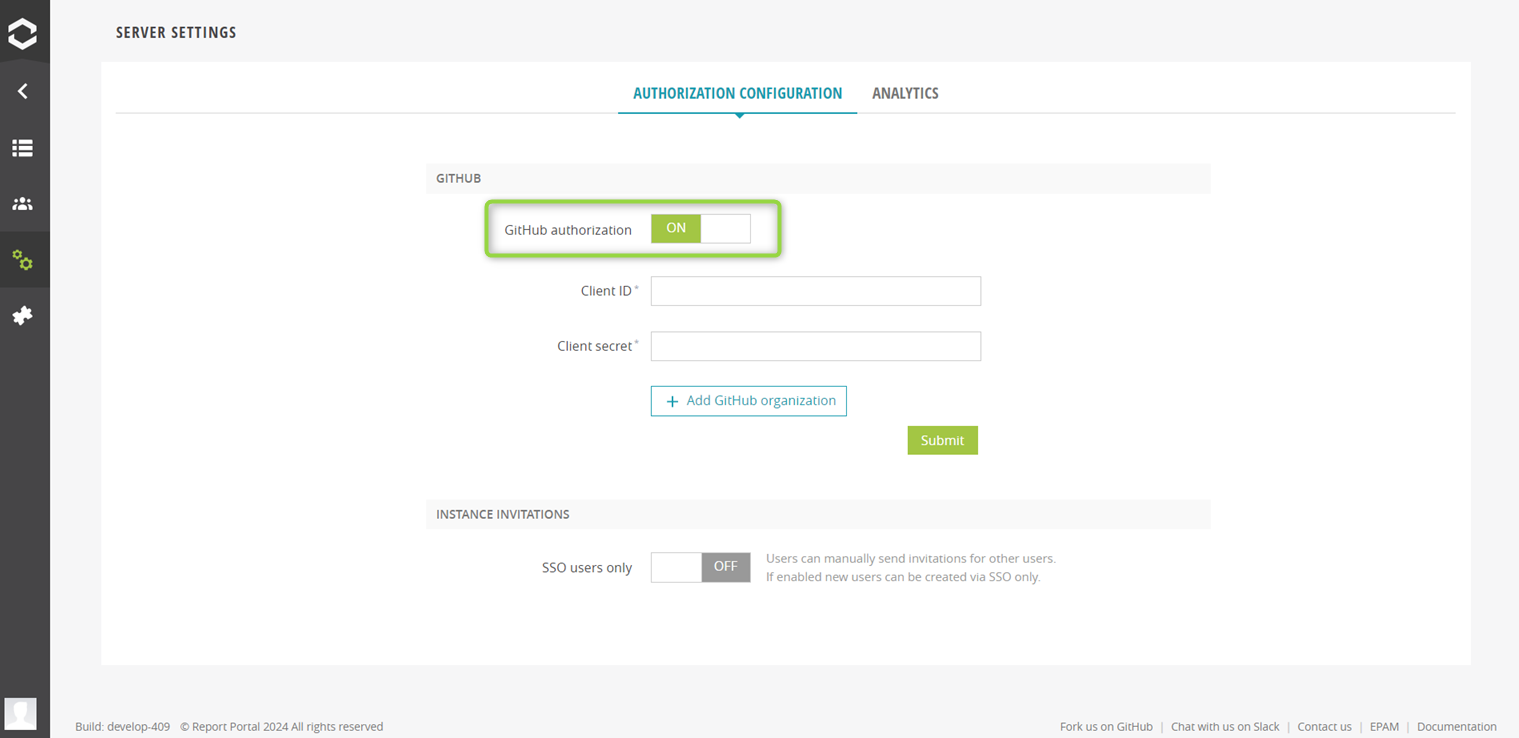 SERVER SETTINGS
AUTHORIZATION CONFIGURATION ANALYTICS
GITHUB
GitHub authorization ON
Client ID *
Client secret *
+ Add GitHub organization
Submit
INSTANCE INVITATIONS
SSO users only OFF
Users can manually send invitations for other users.
If enabled new users can be created via SSO only.
Build: develop-409 © Report Portal 2024 All rights reserved
Fork us on GitHub | Chat with us on Slack | Contact us | EPAM | Documentation